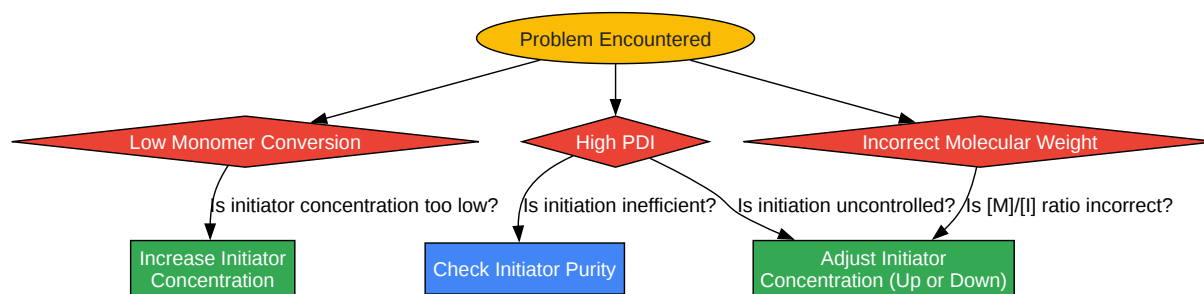 Problem Encountered
Low Monomer Conversion
High PDI
Incorrect Molecular Weight
Is initiator concentration too low?
Is initiation inefficient?
Is initiation uncontrolled?
Is [M]/[I] ratio incorrect?
Increase Initiator
Concentration
Check Initiator Purity
Adjust Initiator
Concentration (Up or Down)